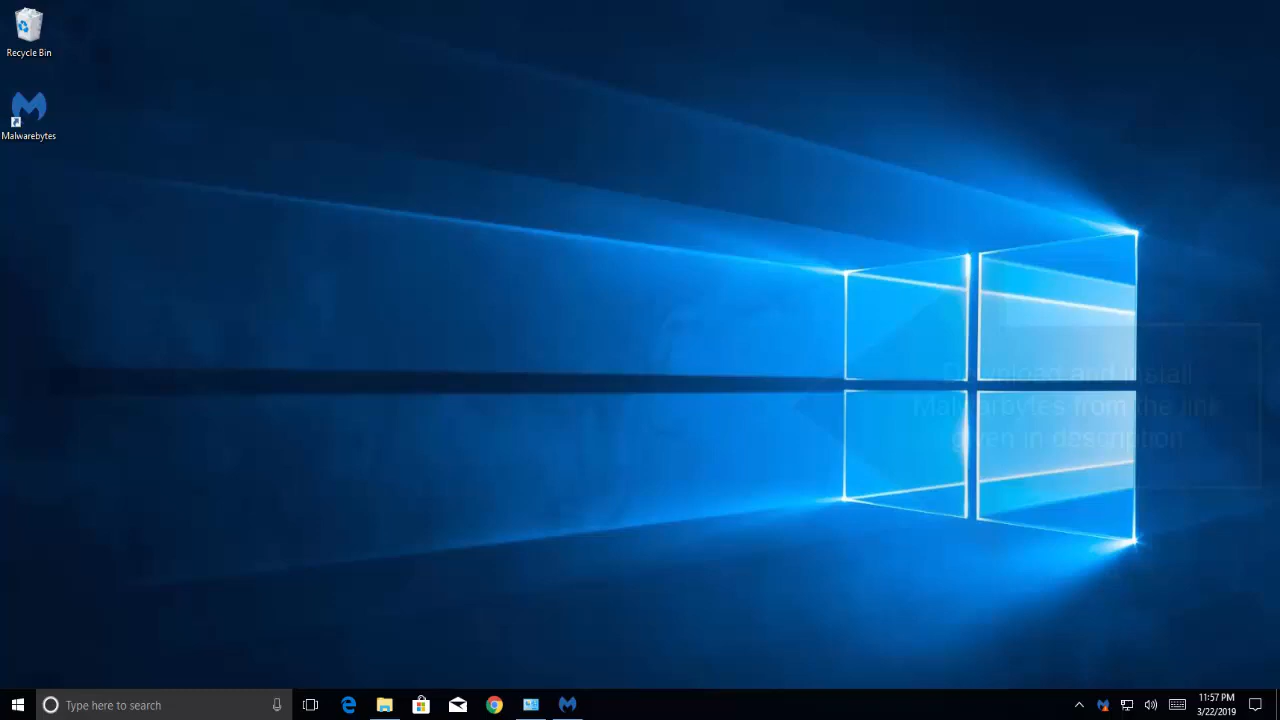 Recycle Bin
Malwarebytes
Download and install
Malwarbytes from the link
given in description
Type here to search
11:57 PM
3/22/2019